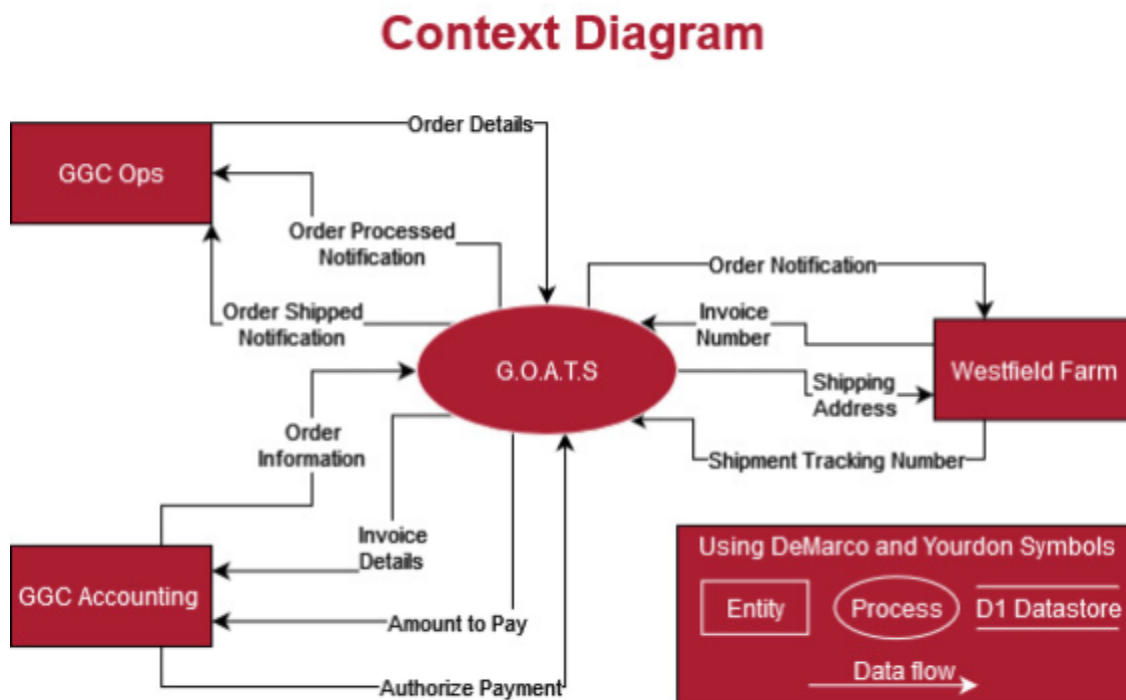 Context Diagram
Order Details
GGC Ops
Order Processed
Notification
Order Notification
Order Shipped
Notification
Invoice
Number
G.O.A.T.S
Westfield Farm
Shipping
Address
Order
Information
Shipment Tracking Number
Invoice
Details
GGC Accounting
Amount to Pay
Authorize Payment
Using DeMarco and Yourdon Symbols
Entity
Process
D1 Datastore
Data flow